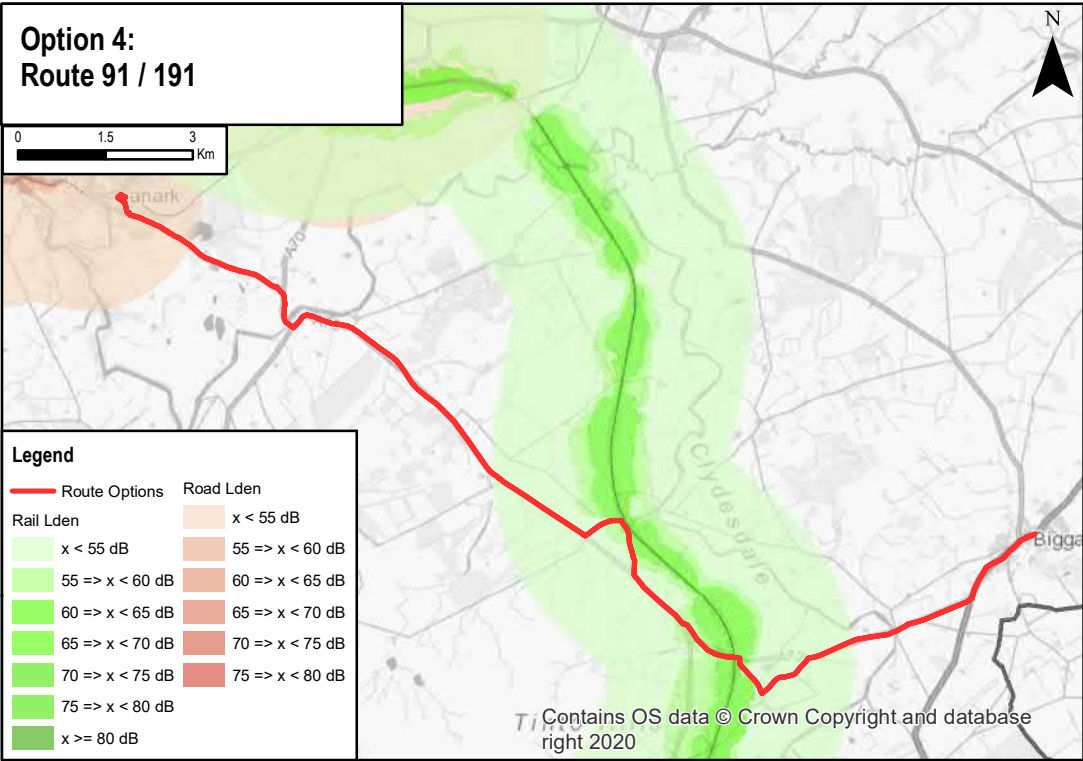 Option 4:
Route 91 / 191
N
0 1.5 3
Km
anark
A70
Clydesdale
Bigga
Legend
Route Options
Rail Lden
x < 55 dB
55 => x < 60 dB
60 => x < 65 dB
65 => x < 70 dB
70 => x < 75 dB
75 => x < 80 dB
x >= 80 dB
Road Lden
x < 55 dB
55 => x < 60 dB
60 => x < 65 dB
65 => x < 70 dB
70 => x < 75 dB
75 => x < 80 dB
Contains OS data © Crown Copyright and database
right 2020